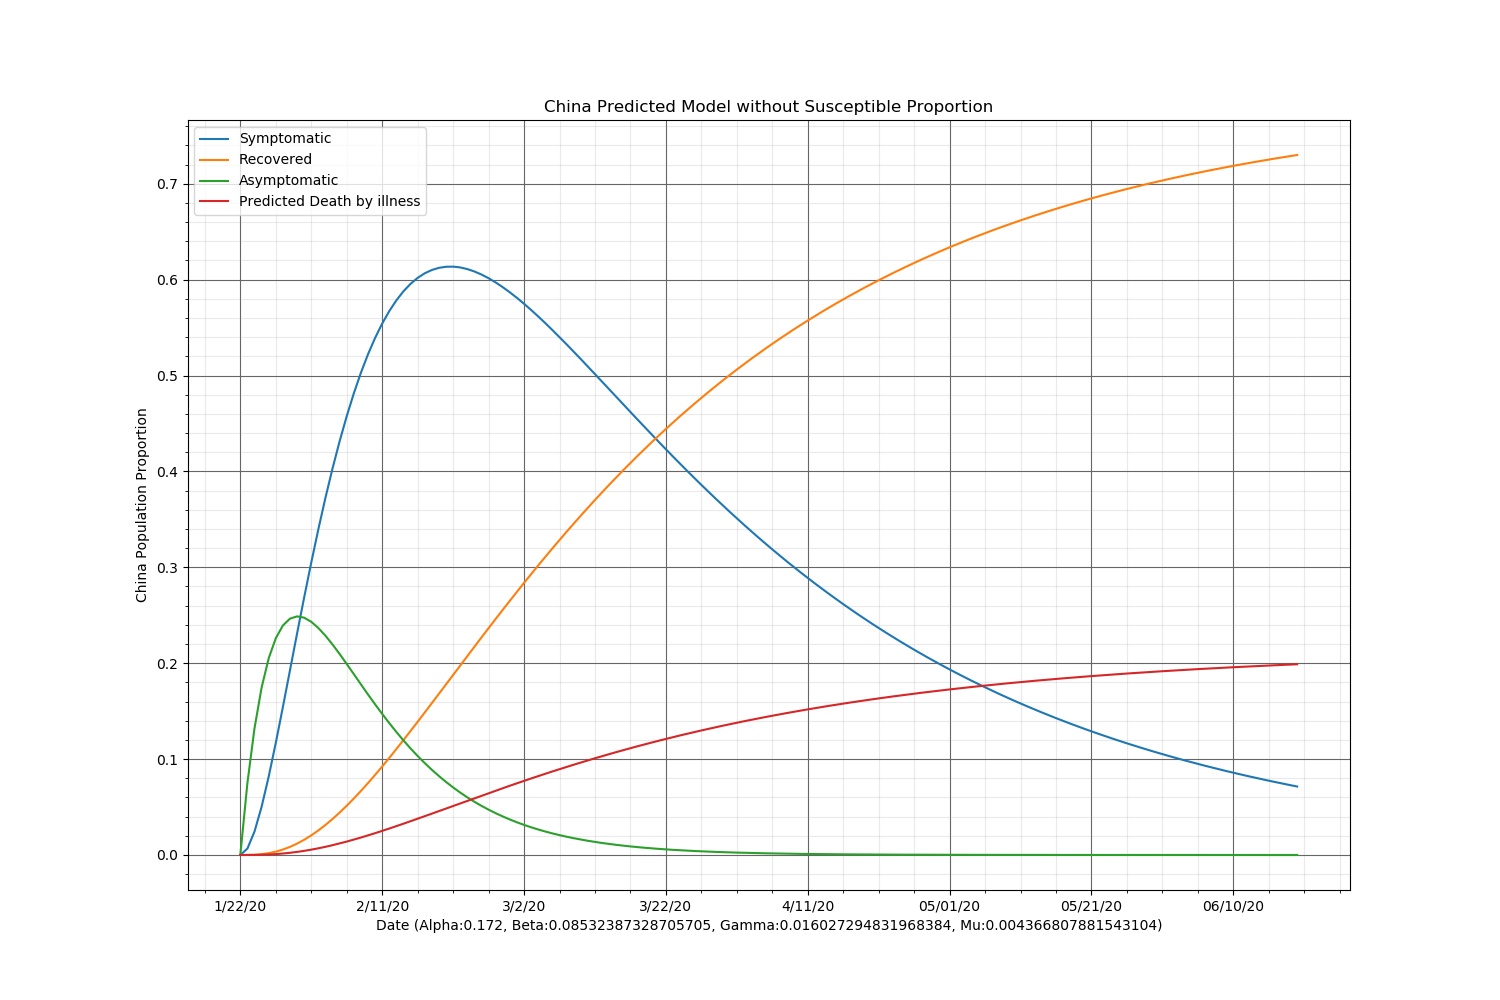 China Predicted Model without Susceptible Proportion
Symptomatic
Recovered
Asymptomatic
Predicted Death by illness
China Population Proportion
0.7
0.6
0.5
0.4
0.3
0.2
0.1
0.0
1/22/20 2/11/20 3/2/20 3/22/20 4/11/20 05/01/20 05/21/20 06/10/20
Date (Alpha:0.172, Beta:0.08532387328705705, Gamma:0.016027294831968384, Mu:0.004366807881543104)